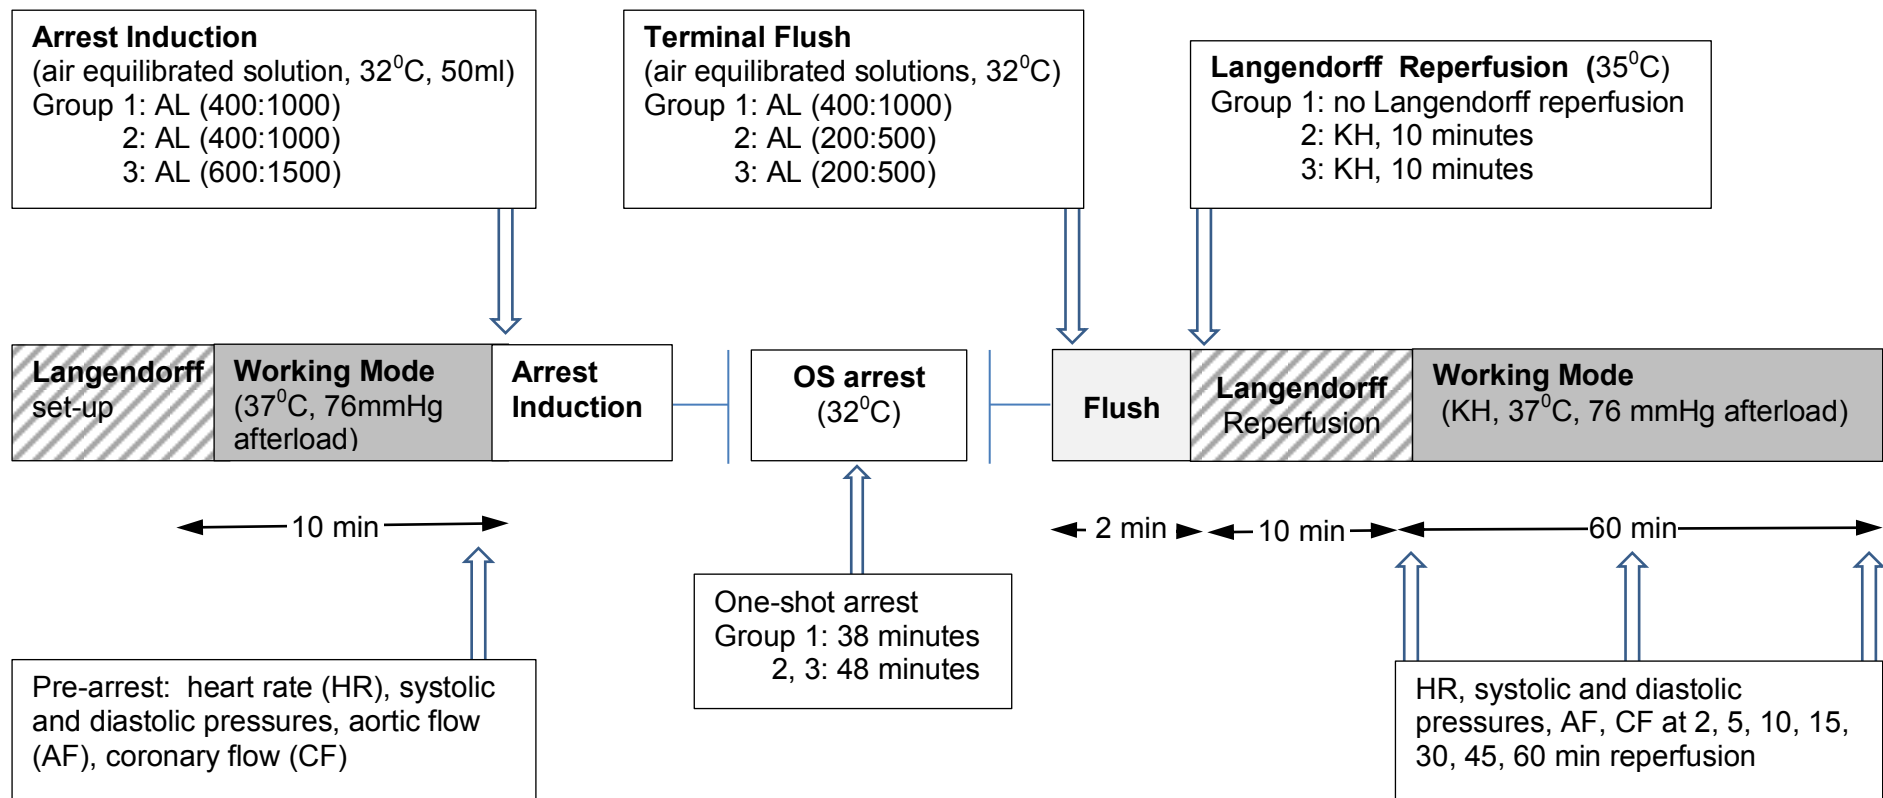 Arrest Induction
(air equilibrated solution, 32⁰C, 50ml)
Group 1: AL (400:1000)
2: AL (400:1000)
3: AL (600:1500)
Terminal Flush
(air equilibrated solutions, 32⁰C)
Group 1: AL (400:1000)
2: AL (200:500)
3: AL (200:500)
Langendorff Reperfusion (35⁰C)
Group 1: no Langendorff reperfusion
2: KH, 10 minutes
3: KH, 10 minutes
Langendorff
set-up
Working Mode
(37⁰C, 76mmHg
afterload)
Arrest
Induction
OS arrest
(32⁰C)
Flush
Langendorff
Reperfusion
Working Mode
(KH, 37⁰C, 76 mmHg afterload)
10 min
2 min
10 min
60 min
Pre-arrest: heart rate (HR), systolic
and diastolic pressures, aortic flow
(AF), coronary flow (CF)
One-shot arrest
Group 1: 38 minutes
2, 3: 48 minutes
HR, systolic and diastolic
pressures, AF, CF at 2, 5, 10, 15,
30, 45, 60 min reperfusion